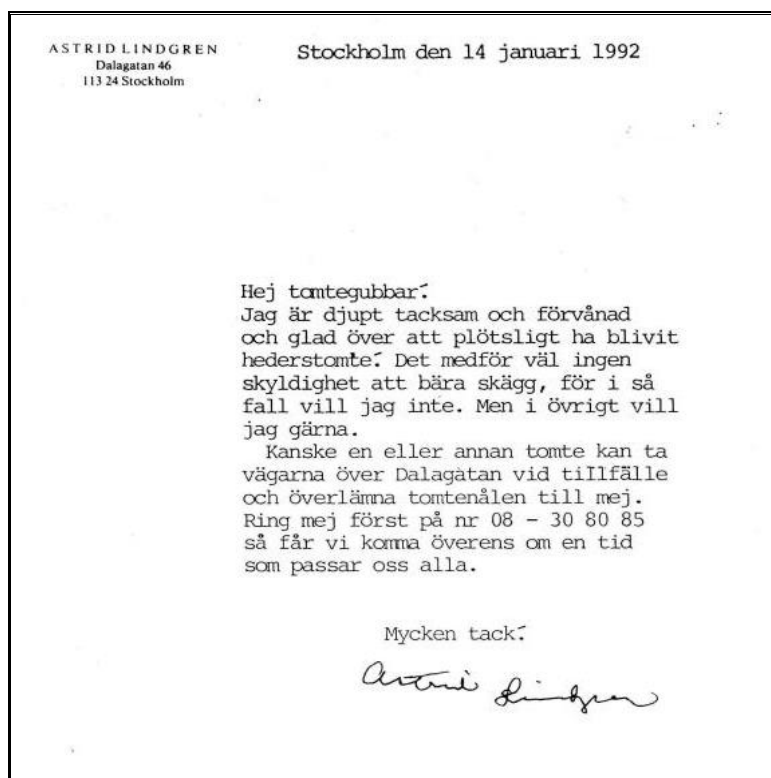 ASTRID LINDGREN
Dalagatan 46
113 24 Stockholm
Stockholm den 14 januari 1992
Hej tomtegubbar!
Jag är djupt tacksam och förvånad
och glad över att plötsligt ha blivit
hederstomte! Det medför väl ingen
skyldighet att bära skägg, för i så
fall vill jag inte. Men i övrigt vill
jag gärna.
Kanske en eller annan tomte kan ta
vägarna över Dalagatan vid tillfälle
och överlämna tomtenålen till mej.
Ring mej först på nr 08 - 30 80 85
så får vi komma överens om en tid
som passar oss alla.
Mycken tack!
Astrid Lindgren